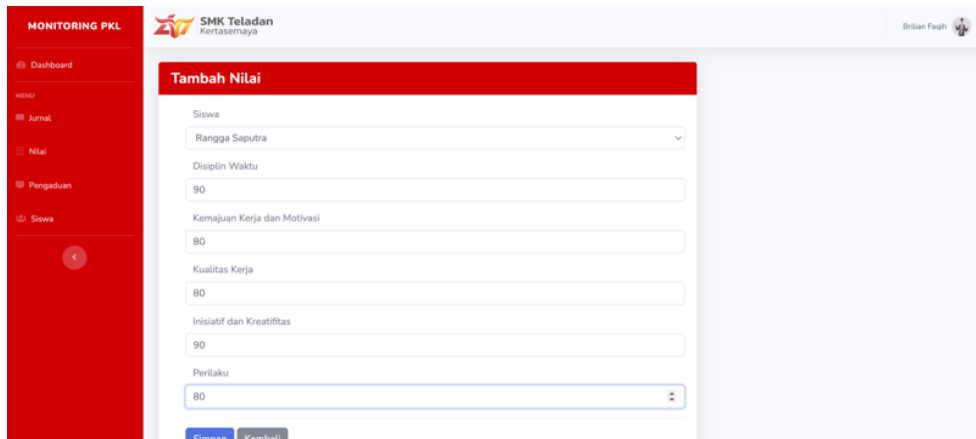 MONITORING PKL
SMK Teladan
Kertasemaya
Brilian Faqih
Dashboard
MENU
Jurnal
Nilai
Pengaduan
Siswa
Tambah Nilai
Siswa
Rangga Saputra
Disiplin Waktu
90
Kemajuan Kerja dan Motivasi
80
Kualitas Kerja
80
Inisiatif dan Kreatifitas
90
Perilaku
80
Simpan Kembali